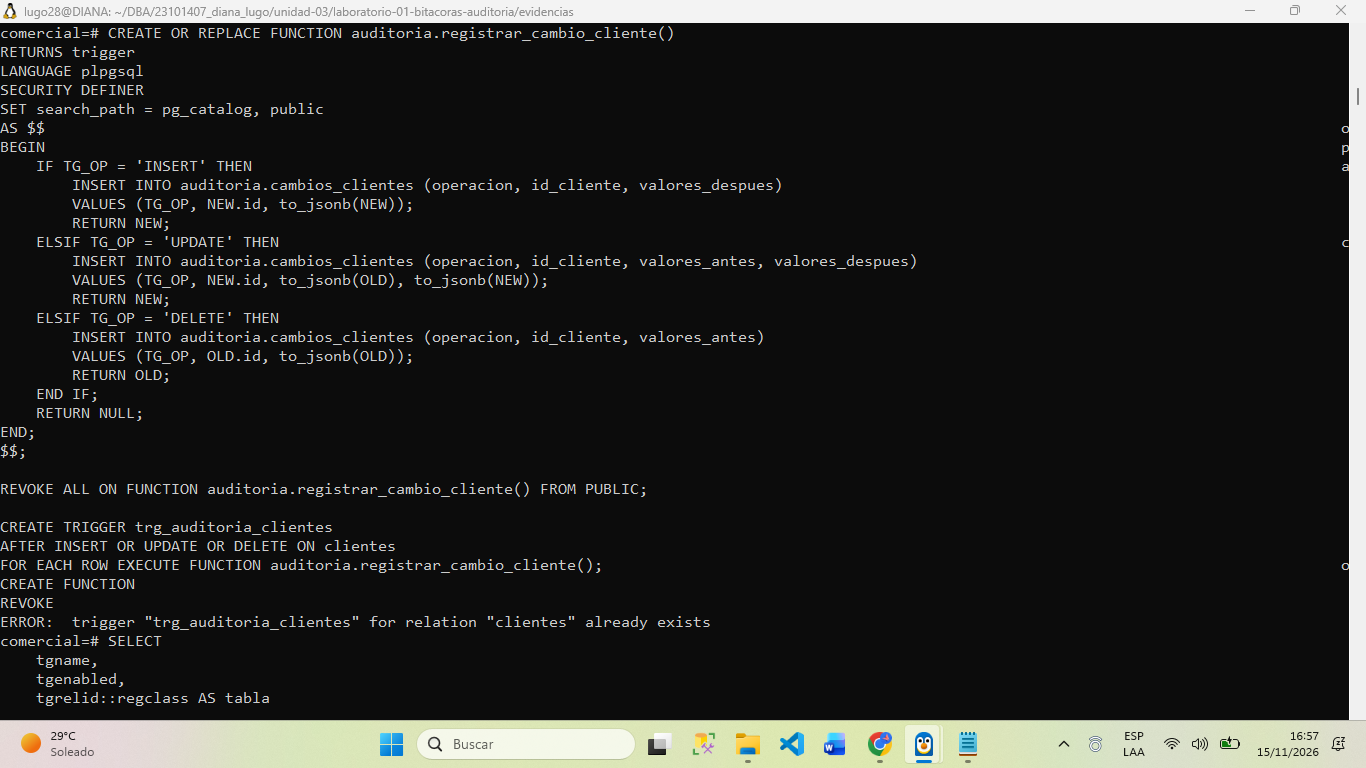 lugo28@DIANA: ~/DBA/23101407_diana_lugo/unidad-03/laboratorio-01-bitacoras-auditoria/evidencias
comercial=# CREATE OR REPLACE FUNCTION auditoria.registrar_cambio_cliente()
RETURNS trigger
LANGUAGE plpgsql
SECURITY DEFINER
SET search_path = pg_catalog, public
AS $$
BEGIN
    IF TG_OP = 'INSERT' THEN
        INSERT INTO auditoria.cambios_clientes (operacion, id_cliente, valores_despues)
        VALUES (TG_OP, NEW.id, to_jsonb(NEW));
        RETURN NEW;
    ELSIF TG_OP = 'UPDATE' THEN
        INSERT INTO auditoria.cambios_clientes (operacion, id_cliente, valores_antes, valores_despues)
        VALUES (TG_OP, NEW.id, to_jsonb(OLD), to_jsonb(NEW));
        RETURN NEW;
    ELSIF TG_OP = 'DELETE' THEN
        INSERT INTO auditoria.cambios_clientes (operacion, id_cliente, valores_antes)
        VALUES (TG_OP, OLD.id, to_jsonb(OLD));
        RETURN OLD;
    END IF;
    RETURN NULL;
END;
$$;
REVOKE ALL ON FUNCTION auditoria.registrar_cambio_cliente() FROM PUBLIC;
CREATE TRIGGER trg_auditoria_clientes
AFTER INSERT OR UPDATE OR DELETE ON clientes
FOR EACH ROW EXECUTE FUNCTION auditoria.registrar_cambio_cliente();
CREATE FUNCTION
REVOKE
ERROR:  trigger "trg_auditoria_clientes" for relation "clientes" already exists
comercial=# SELECT
    tgname,
    tgenabled,
    tgrelid::regclass AS tabla
29°C
Soleado
Buscar
ESP
LAA
16:57
15/11/2026